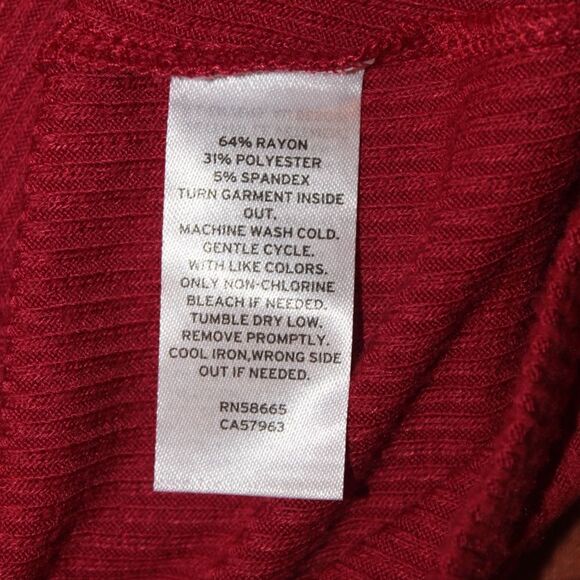 64% RAYON
31% POLYESTER
5% SPANDEX
TURN GARMENT INSIDE
OUT.
MACHINE WASH COLD.
GENTLE CYCLE.
WITH LIKE COLORS.
ONLY NON-CHLORINE
BLEACH IF NEEDED.
TUMBLE DRY LOW.
REMOVE PROMPTLY.
COOL IRON,WRONG SIDE
OUT IF NEEDED.
RN58665
CA57963